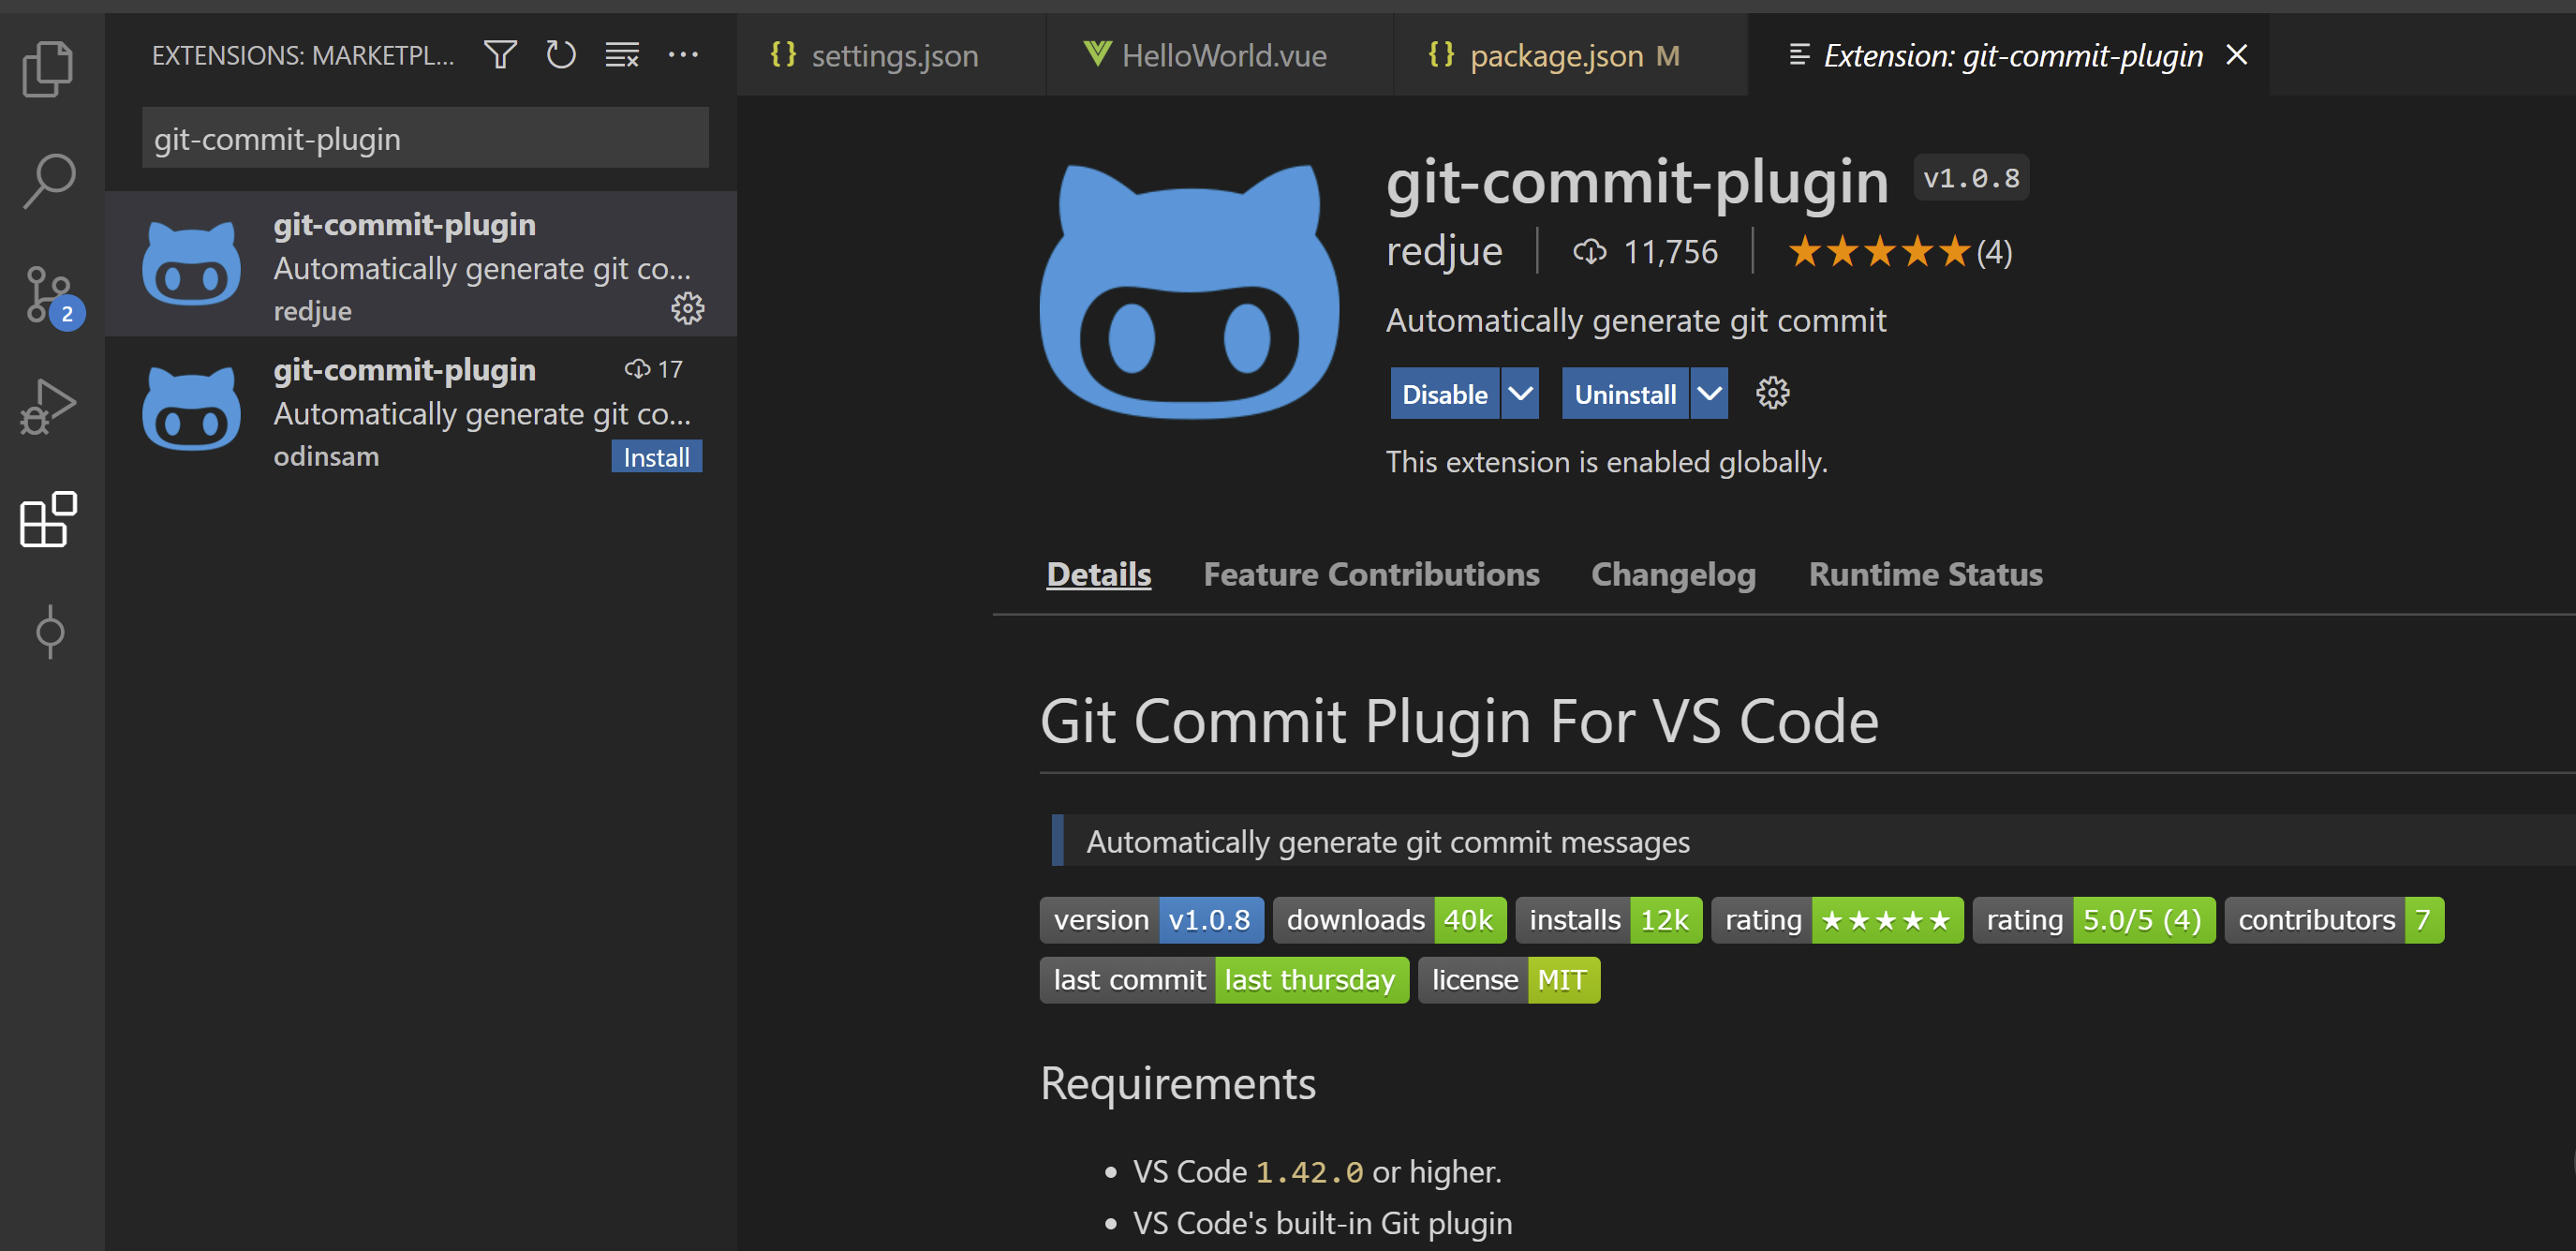 EXTENSIONS: MARKETPL...
git-commit-plugin
git-commit-plugin
Automatically generate git co...
redjue
git-commit-plugin 17
Automatically generate git co...
odinsam Install
2
{} settings.json HelloWorld.vue {} package.json M Extension: git-commit-plugin
git-commit-plugin v1.0.8
redjue 11,756 ★★★★★(4)
Automatically generate git commit
Disable Uninstall
This extension is enabled globally.
Details Feature Contributions Changelog Runtime Status
Git Commit Plugin For VS Code
Automatically generate git commit messages
version v1.0.8 downloads 40k installs 12k rating ★★★★★ rating 5.0/5 (4) contributors 7
last commit last thursday license MIT
Requirements
• VS Code 1.42.0 or higher.
• VS Code's built-in Git plugin